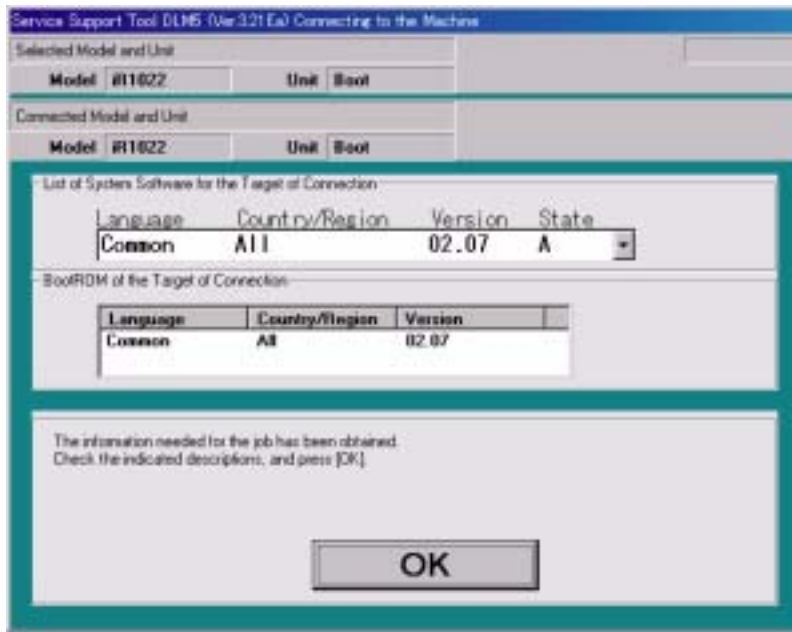 Service Support Tool DLM5 (Ver.3.21Ea) Connecting to the Machine
Selected Model and Unit
Model iR1022 Unit Boot
Connected Model and Unit
Model iR1022 Unit Boot
List of System Software for the Target of Connection
Language Country/Region Version State
Common All 02.07 A
BootROM of the Target of Connection
Language Country/Region Version
Common All 02.07
The information needed for the job has been obtained.
Check the indicated descriptions, and press [OK].
OK